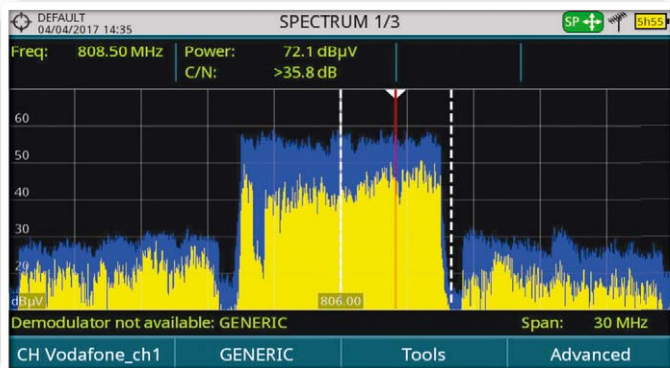 DEFAULT
04/04/2017 14:35
SPECTRUM 1/3
SP
5h55
Freq: 808.50 MHz
Power: 72.1 dBµV
C/N: >35.8 dB
60
50
40
30
20
dBµV
806.00
Demodulator not available: GENERIC
Span: 30 MHz
CH Vodafone_ch1
GENERIC
Tools
Advanced